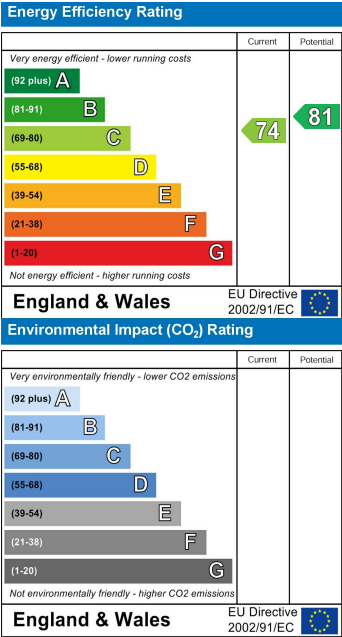 Energy Efficiency Rating
Current Potential
Very energy efficient - lower running costs
(92 plus) A
(81-91) B
(69-80) C
(55-68) D
(39-54) E
(21-38) F
(1-20) G
74
81
Not energy efficient - higher running costs
England & Wales
EU Directive
2002/91/EC
Environmental Impact (CO₂) Rating
Current Potential
Very environmentally friendly - lower CO2 emissions
(92 plus) A
(81-91) B
(69-80) C
(55-68) D
(39-54) E
(21-38) F
(1-20) G
Not environmentally friendly - higher CO2 emissions
England & Wales
EU Directive
2002/91/EC